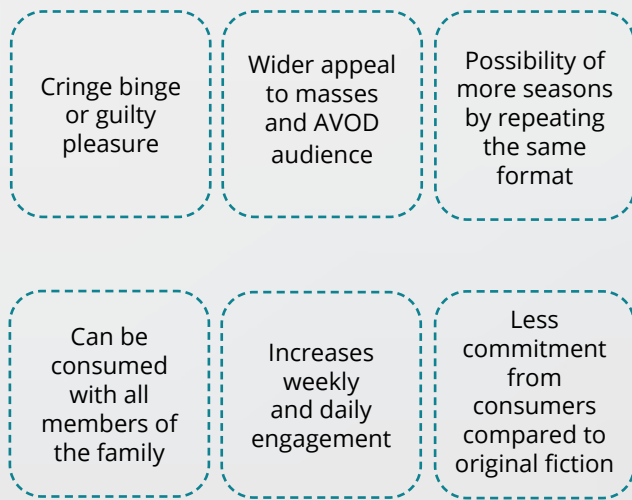 Cringe binge
or guilty
pleasure
Wider appeal
to masses
and AVOD
audience
Possibility of
more seasons
by repeating
the same
format
Can be
consumed
with all
members of
the family
Increases
weekly
and daily
engagement
Less
commitment
from
consumers
compared to
original fiction